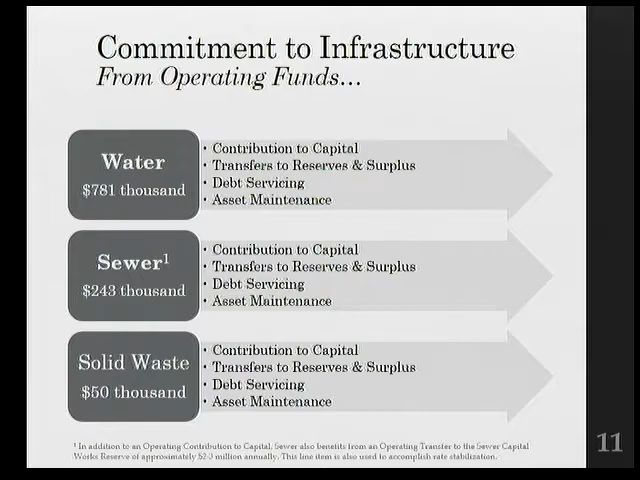 Commitment to Infrastructure
From Operating Funds...
Water
$781 thousand
• Contribution to Capital
• Transfers to Reserves & Surplus
• Debt Servicing
• Asset Maintenance
Sewer¹
$243 thousand
• Contribution to Capital
• Transfers to Reserves & Surplus
• Debt Servicing
• Asset Maintenance
Solid Waste
$50 thousand
• Contribution to Capital
• Transfers to Reserves & Surplus
• Debt Servicing
• Asset Maintenance
¹ In addition to an Operating Contribution to Capital, Sewer also benefits from an Operating Transfer to the Sewer Capital
Works Reserve of approximately million annually. This line item is also used to accomplish rate stabilization.
11